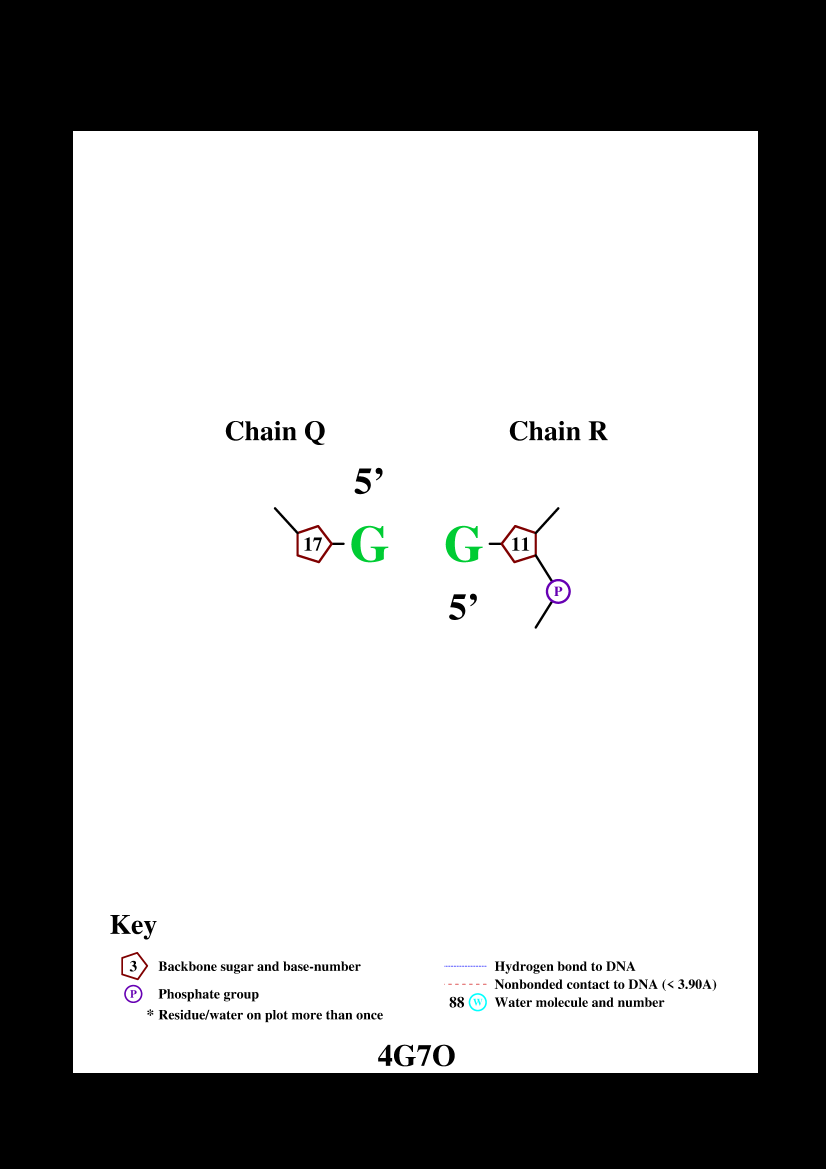 Chain Q Chain R
5’
17 G G 11
P
5’
Key
3 Backbone sugar and base-number
P Phosphate group
* Residue/water on plot more than once
Hydrogen bond to DNA
Nonbonded contact to DNA (< 3.90A)
88 W Water molecule and number
4G7O